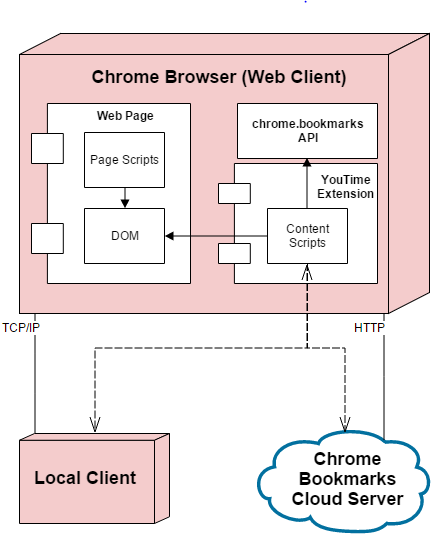 Chrome Browser (Web Client)
Web Page
Page Scripts
DOM
chrome.bookmarks
API
YouTime
Extension
Content
Scripts
TCP/IP
HTTP
Local Client
Chrome
Bookmarks
Cloud Server